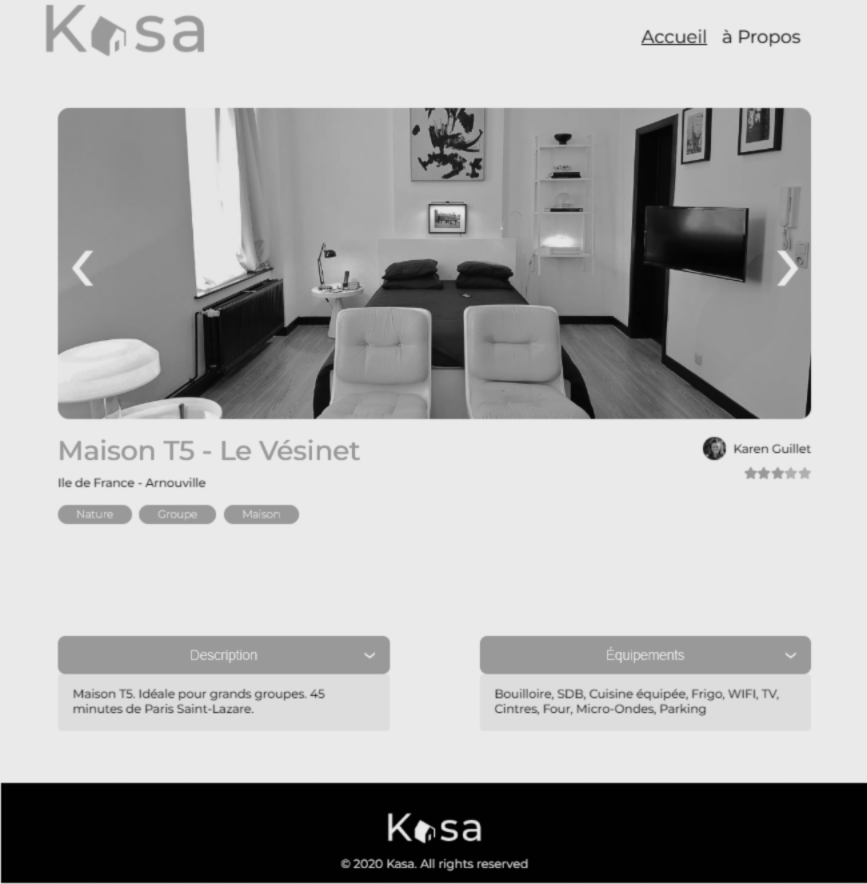 Kasa
Accueil à Propos
Maison T5 - Le Vésinet
Karen Guillet
Ile de France - Arnouville
Nature Groupe Maison
Description
Équipements
Maison T5. Idéale pour grands groupes. 45
minutes de Paris Saint-Lazare.
Bouilloire, SDB, Cuisine équipée, Frigo, WIFI, TV,
Cintres, Four, Micro-Ondes, Parking
Kasa
© 2020 Kasa. All rights reserved